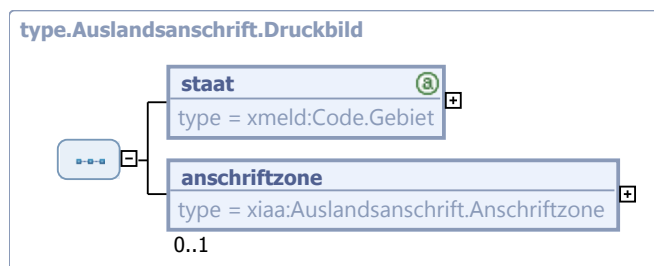 type.Auslandsanschrift.Druckbild
staat
type = xmeld:Code.Gebiet
anschriftzone
type = xiaa:Auslandsanschrift.Anschriftzone
0..1